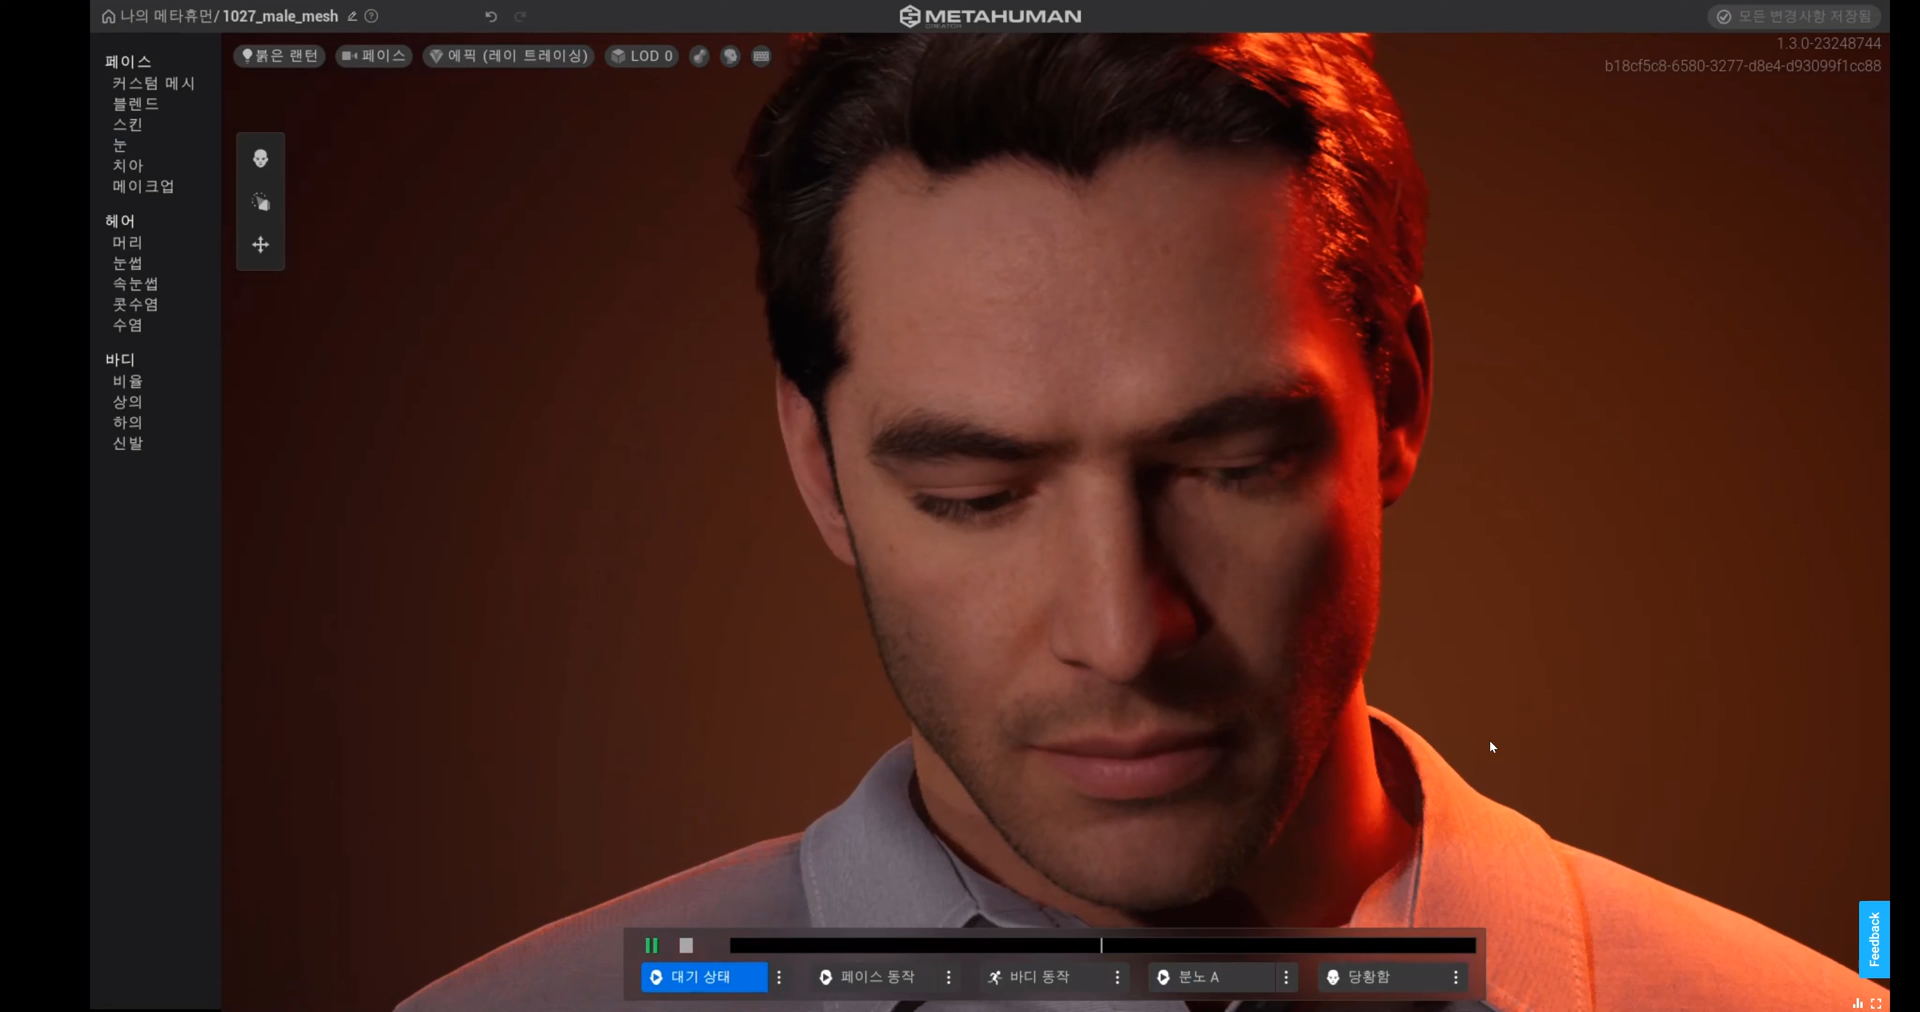 나의 메타휴먼/ 1027_male_mesh
METAHUMAN
CREATOR
모든 변경사항 저장됨
1.3.0-23248744
b18cf5c8-6580-3277-d8e4-d93099f1cc88
붉은 랜턴
페이스
에픽 (레이 트레이싱)
LOD 0
페이스
커스텀 메시
블렌드
스킨
눈
치아
메이크업
헤어
머리
눈썹
속눈썹
콧수염
수염
바디
비율
상의
하의
신발
대기 상태
페이스 동작
바디 동작
분노 A
당황함
Feedback